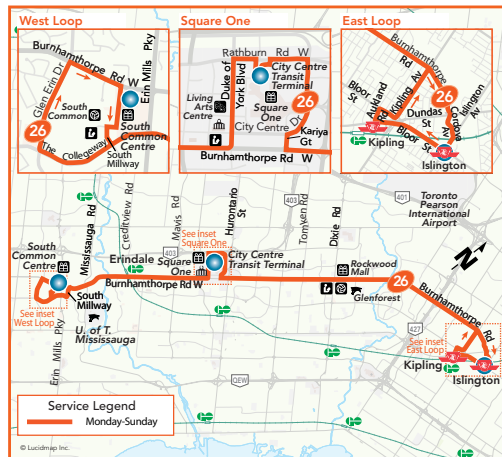 West Loop
Burnhamthorpe Rd W
Erin Mills Pky
Glen Erin Dr
South
Common
26
The Collegeway
South
Common
Centre
South
Millway
Square One
Rathburn Rd W
Duke of
York Blvd
City Centre
Transit Terminal
Living
Arts
Centre
Square
One
26
City Centre Dr
Kariya
Gt
Burnhamthorpe Rd W
East Loop
Burnhamthorpe
Rd
Bloor
St
Aukland
Rd
Kipling Av
26
Islington
Av
Dundas
St
Cordova
Av
Bloor St
Kipling
Islington
401
Toronto
Pearson
International
Airport
N
Mississauga Rd
Creditview Rd
Mavis Rd
Hurontario
St
403
Tomken Rd
Dixie Rd
401
see inset
Square One
South
Common
Centre
Erindale
403
Square
One
City Centre
Transit Terminal
Rockwood
Mall
Burnhamthorpe Rd W
Glenforest
26
Burnhamthorpe
Rd
South
Millway
See inset
West Loop
U. of T.
Mississauga
Erin Mills Pky
427
See inset
East Loop
Kipling
Islington
QEW
Service Legend
Monday-Sunday
© Lucidmap Inc.